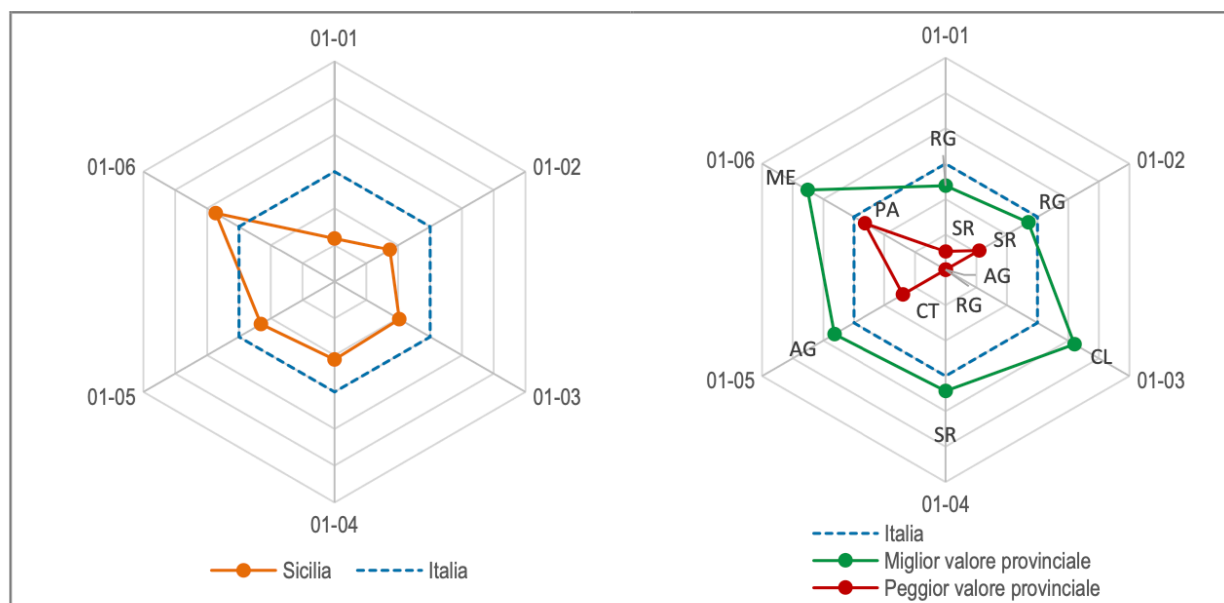 01-01
01-06
01-02
01-05
01-03
01-04
Sicilia
Italia
01-01
RG
01-06
01-02
ME
PA
RG
SR
SR
AG
RG
CT
AG
CL
01-05
01-03
SR
01-04
Italia
Miglior valore provinciale
Peggior valore provinciale